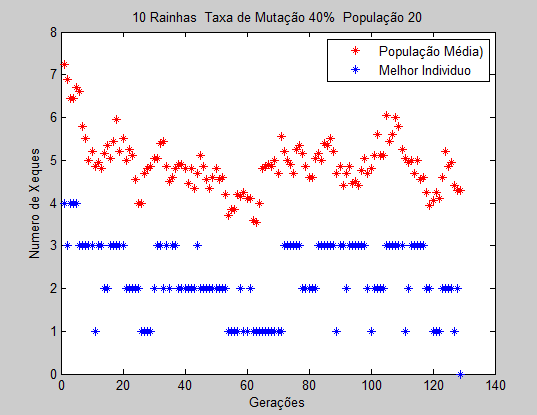 10 Rainhas Taxa de Mutação 40% População 20
População Média)
Melhor Individuo
Numero de Xeques
8
7
6
5
4
3
2
1
0
0 20 40 60 80 100 120 140
Gerações